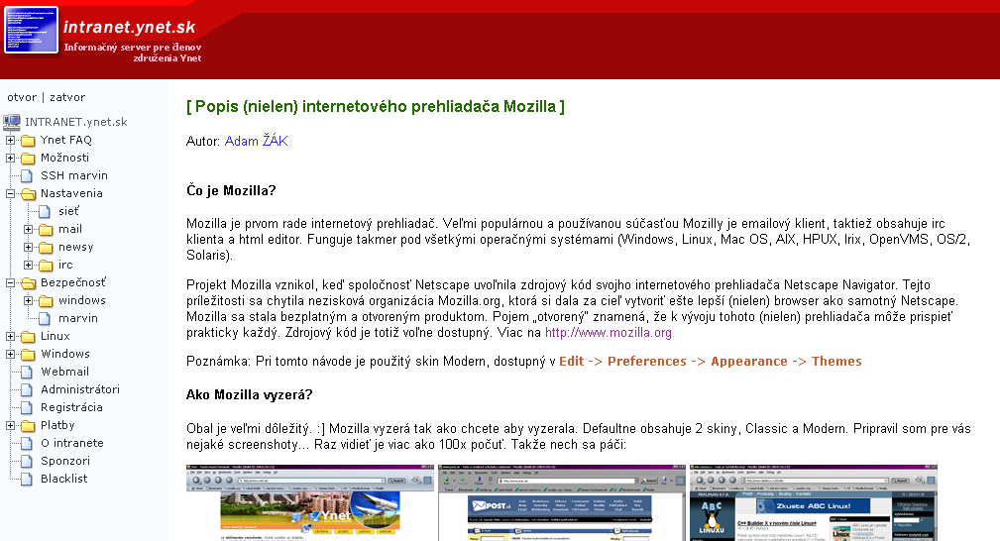 intranet.ynet.sk
Informačný server pre členov
združenia Ynet
otvor | zatvor
INTRANET.ynet.sk
Ynet FAQ
Možnosti
SSH marvin
Nastavenia
sieť
mail
newsy
irc
Bezpečnosť
windows
marvin
Linux
Windows
Webmail
Administrátori
Registrácia
Platby
O intranete
Sponzori
Blacklist
[ Popis (nielen) internetového prehliadača Mozilla ]
Autor: Adam ŽÁK
Čo je Mozilla?
Mozilla je prvom rade internetový prehliadač. Veľmi populárnou a používanou súčasťou Mozilly je emailový klient, taktiež obsahuje irc
klienta a html editor. Funguje takmer pod všetkými operačnými systémami (Windows, Linux, Mac OS, AIX, HPUX, Irix, OpenVMS, OS/2,
Solaris).
Projekt Mozilla vznikol, keď spoločnosť Netscape uvoľnila zdrojový kód svojho internetového prehliadača Netscape Navigator. Tejto
príležitosti sa chytila nezisková organizácia Mozilla.org, ktorá si dala za cieľ vytvoriť ešte lepší (nielen) browser ako samotný Netscape.
Mozilla sa stala bezplatným a otvoreným produktom. Pojem „otvorený" znamená, že k vývoju tohoto (nielen) prehliadača môže prispieť
prakticky každý. Zdrojový kód je totiž voľne dostupný. Viac na http://www.mozilla.org
Poznámka: Pri tomto návode je použitý skin Modern, dostupný v Edit -> Preferences -> Appearance -> Themes
Ako Mozilla vyzerá?
Obal je veľmi dôležitý. :] Mozilla vyzerá tak ako chcete aby vyzerala. Defaultne obsahuje 2 skiny, Classic a Modern. Pripravil som pre vás
nejaké screenshoty... Raz vidieť je viac ako 100x počuť. Takže nech sa páči:
Ynet
POST.sk
ABC
LINUXU
Zkuste ABC Linux!
C++ Builder X v novém čísle Linux+